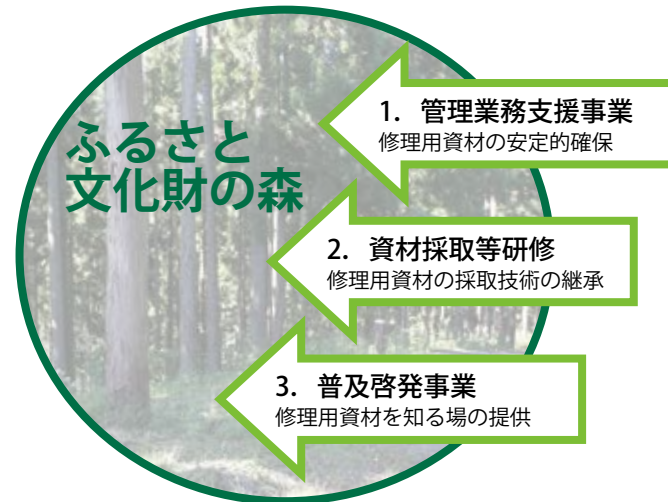 ふるさと
文化財の森
1. 管理業務支援事業
修理用資材の安定的確保
2. 資材採取等研修
修理用資材の採取技術の継承
3. 普及啓発事業
修理用資材を知る場の提供